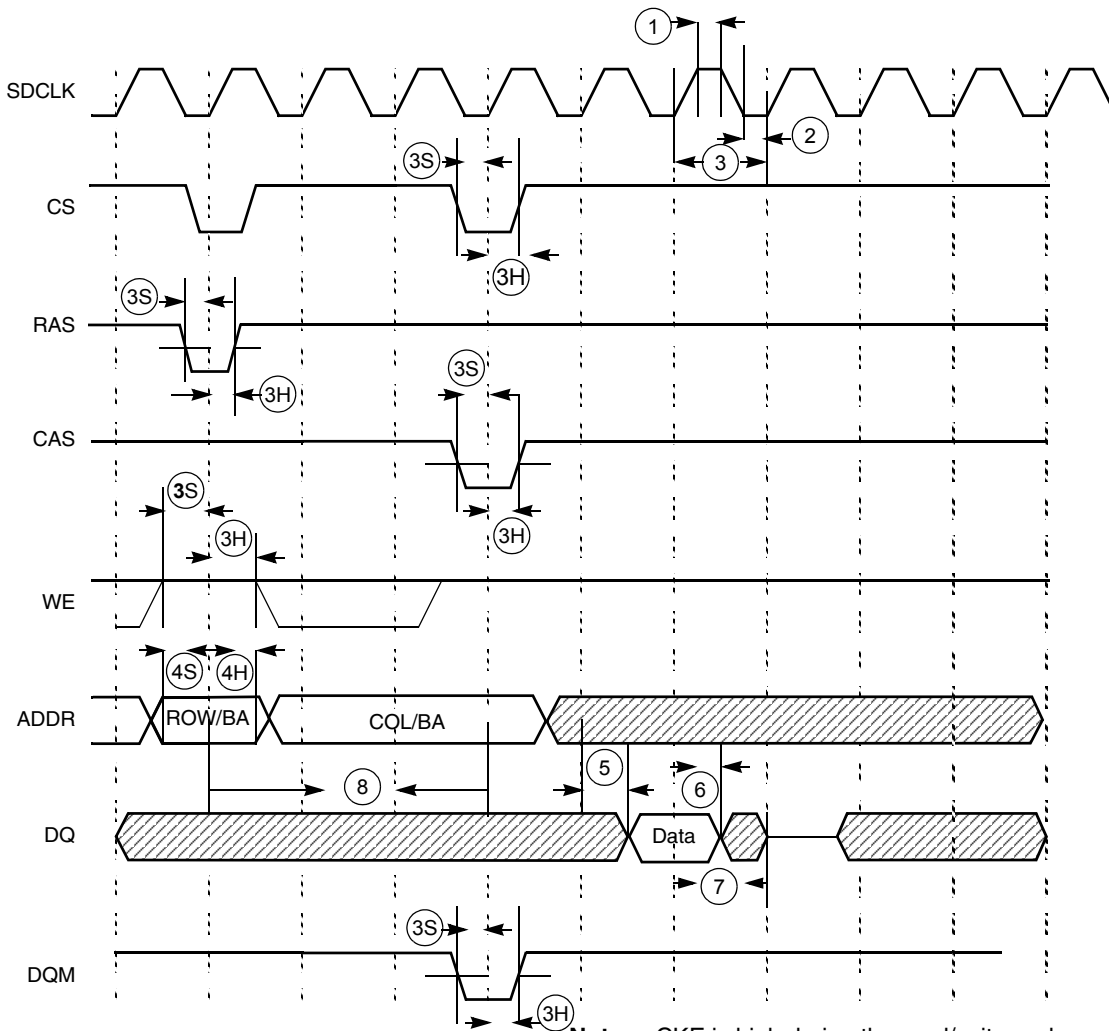 1
SDCLK
2
3S
3
CS
3H
3S
RAS
3S
3H
CAS
3S
3H
3H
WE
4S
4H
ADDR
ROW/BA
COL/BA
5
8
6
DQ
Data
7
3S
DQM
3H